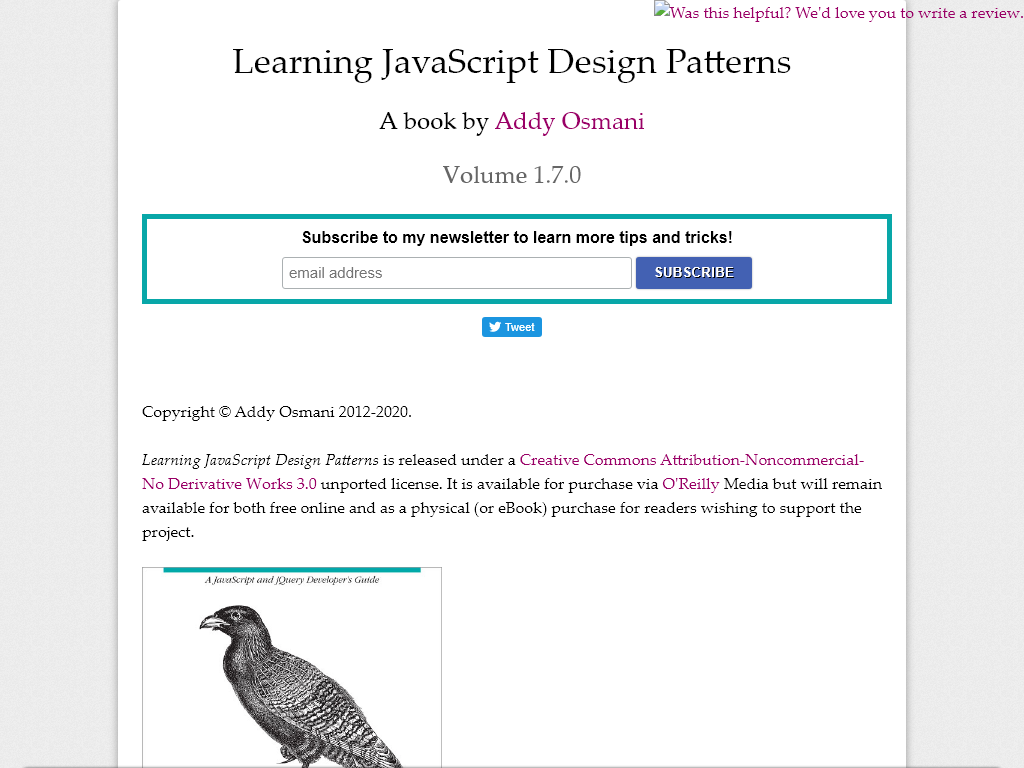 Was this helpful? We'd love you to write a review.
Learning JavaScript Design Patterns
A book by Addy Osmani
Volume 1.7.0
Subscribe to my newsletter to learn more tips and tricks!
email address
SUBSCRIBE
Tweet
Copyright © Addy Osmani 2012-2020.
Learning JavaScript Design Patterns is released under a Creative Commons Attribution-Noncommercial-
No Derivative Works 3.0 unported license. It is available for purchase via O'Reilly Media but will remain
available for both free online and as a physical (or eBook) purchase for readers wishing to support the
project.
A JavaScript and jQuery Developer's Guide